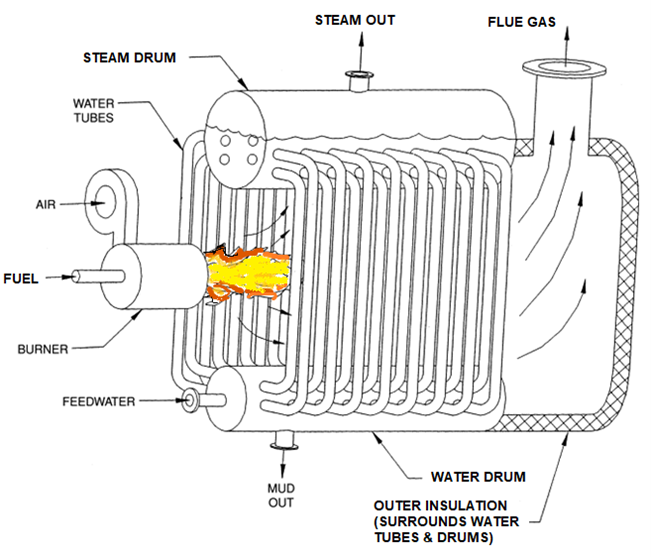 STEAM OUT
FLUE GAS
STEAM DRUM
WATER
TUBES
AIR
FUEL
BURNER
FEEDWATER
MUD
OUT
WATER DRUM
OUTER INSULATION
(SURROUNDS WATER
TUBES & DRUMS)